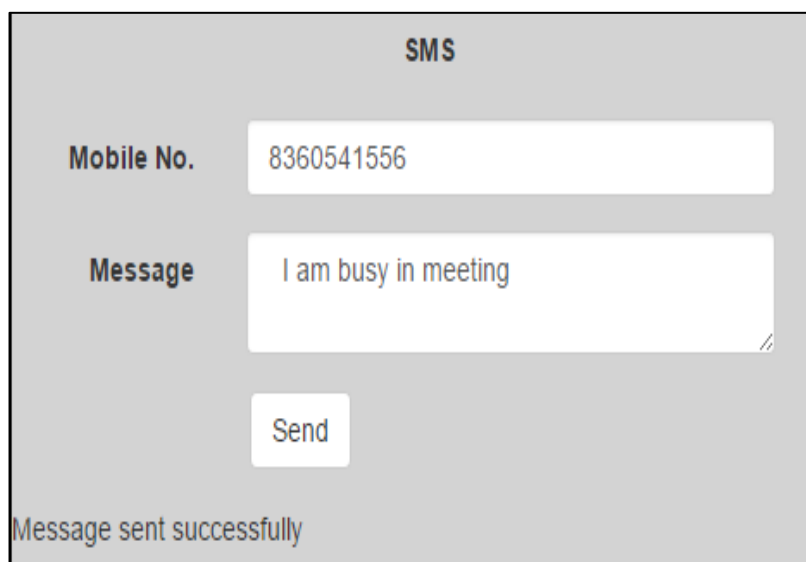 SMS
Mobile No. 8360541556
Message I am busy in meeting
Send
Message sent successfully